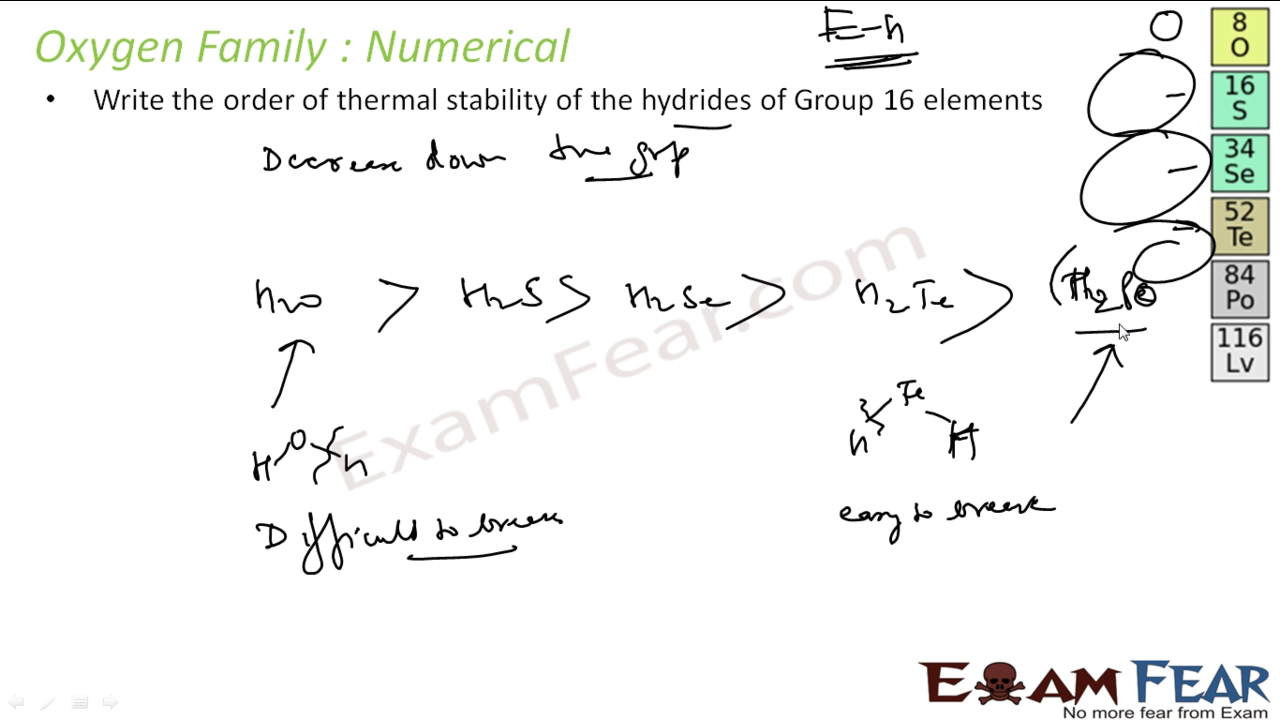 Oxygen Family : Numerical
E-H
O
• Write the order of thermal stability of the hydrides of Group 16 elements
Decrease down the grp
H2O > H2S > H2Se > H2Te > (H2Po
H O H
H Te H
Difficult to break
easy to break
8
O
16
S
34
Se
52
Te
84
Po
116
Lv
ExamFear.com
EXAM FEAR
No more fear from Exam